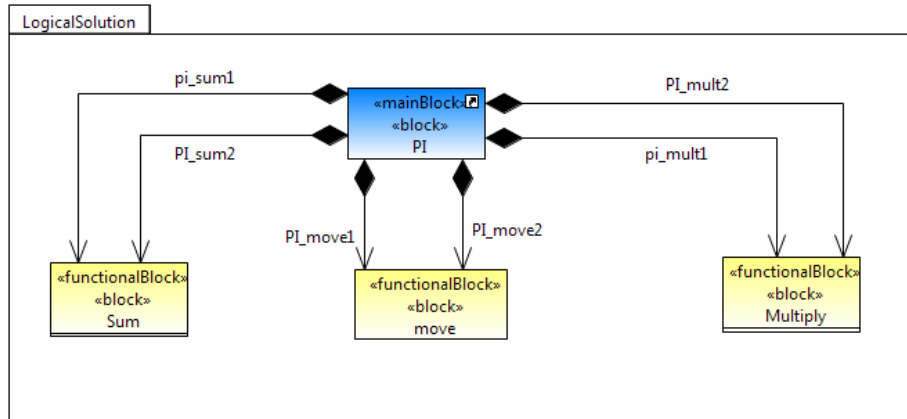 LogicalSolution
pi_sum1
PI_mult2
«mainBlock»
«block»
PI
PI_sum2
pi_mult1
PI_move1
PI_move2
«functionalBlock»
«block»
Sum
«functionalBlock»
«block»
move
«functionalBlock»
«block»
Multiply